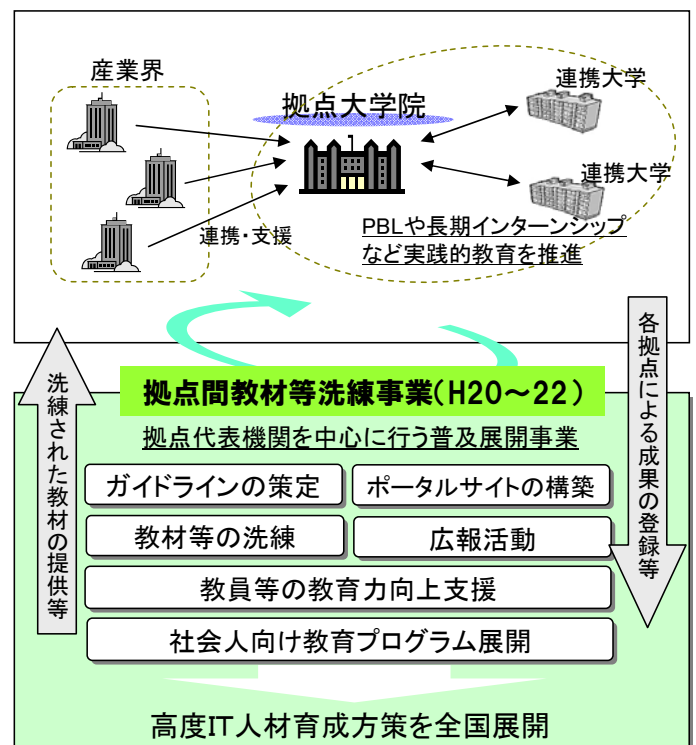 産業界
拠点大学院
連携大学
連携大学
連携・支援
PBLや長期インターンシップ
など実践的教育を推進
洗練された教材の提供等
各拠点による成果の登録等
拠点間教材等洗練事業(H20～22)
拠点代表機関を中心に行う普及展開事業
ガイドラインの策定
ポータルサイトの構築
教材等の洗練
広報活動
教員等の教育力向上支援
社会人向け教育プログラム展開
高度IT人材育成方策を全国展開